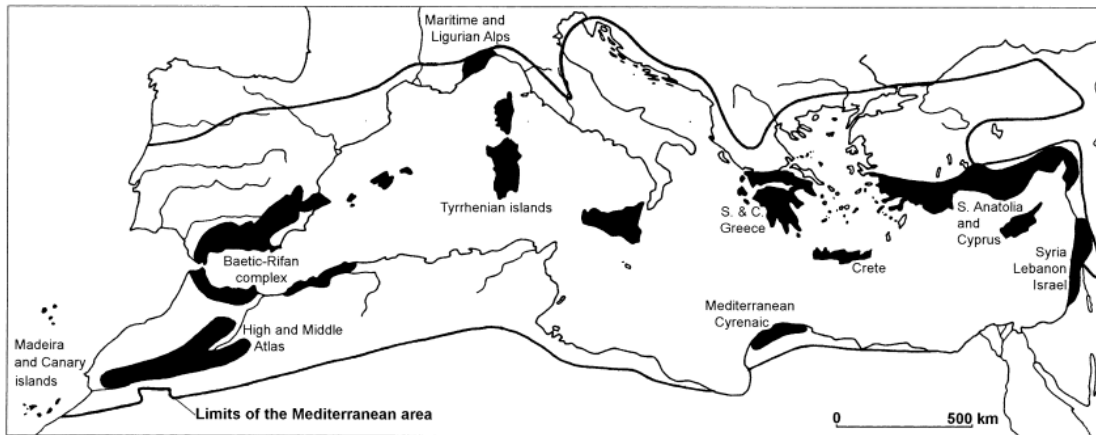 Maritime and
Ligurian Alps
Tyrrhenian islands
S. & C.
Greece
S. Anatolia
and
Cyprus
Crete
Syria
Lebanon
Israel
Baetic-Rifan
complex
Mediterranean
Cyrenaic
High and Middle
Atlas
Madeira
and Canary
islands
Limits of the Mediterranean area
0 500 km